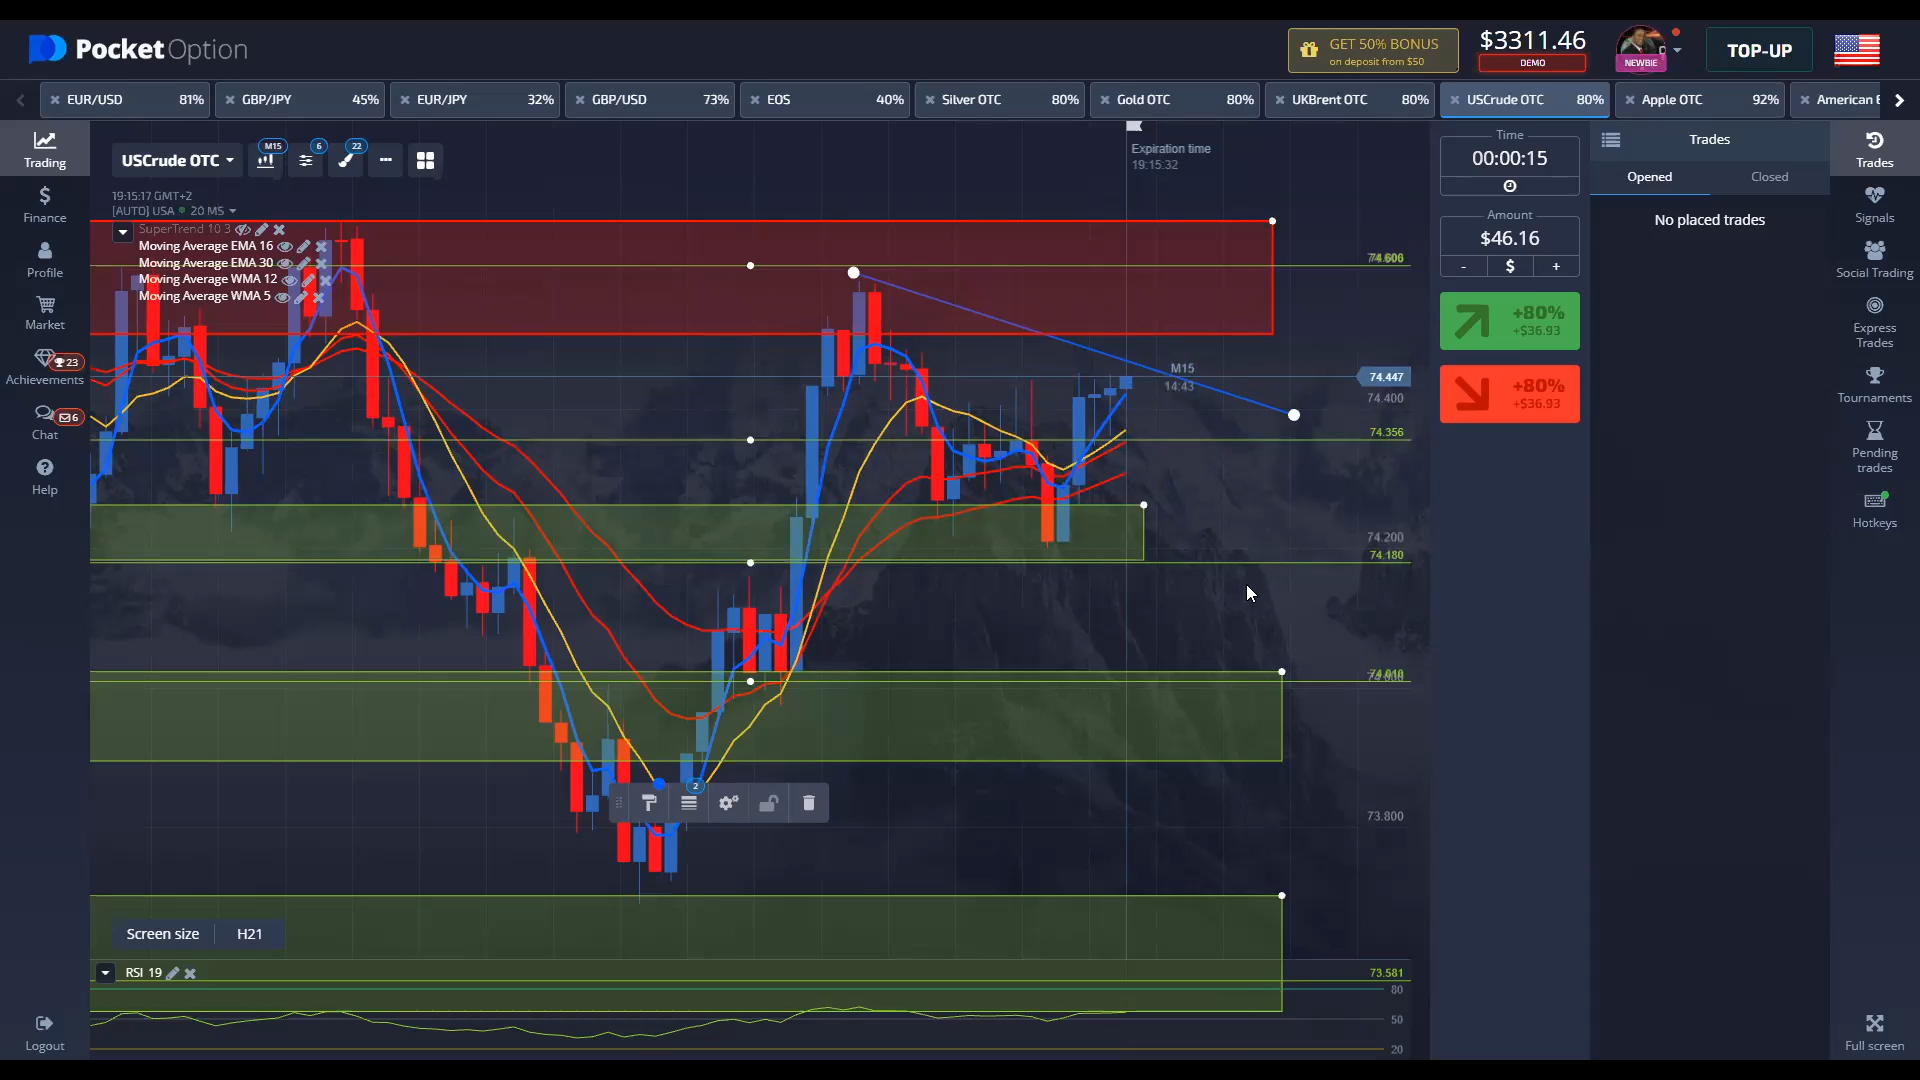 PocketOption
GET 50% BONUS
on deposit from $50
$3311.46
DEMO
NEWBIE
TOP-UP
EUR/USD 81%
GBP/JPY 45%
EUR/JPY 32%
GBP/USD 73%
EOS 40%
Silver OTC 80%
Gold OTC 80%
UKBrent OTC 80%
USCrude OTC 80%
Apple OTC 92%
American
Trading
Finance
Profile
Market
23
Achievements
6
Chat
Help
Logout
USCrude OTC
M15
6
22
19:15:17 GMT+2
[AUTO] USA 20 MS
SuperTrend 10 3
Moving Average EMA 16
Moving Average EMA 30
Moving Average WMA 12
Moving Average WMA 5
Expiration time
19:15:32
M15
14:43
74.606
74.447
74.400
74.356
74.200
74.180
74.010
74.000
73.800
73.581
80
50
20
2
Screen size H21
RSI 19
Time
00:00:15
Amount
$46.16
- $ +
+80%
+$36.93
+80%
+$36.93
Trades
Opened Closed
No placed trades
Trades
Signals
Social Trading
Express
Trades
Tournaments
Pending
trades
Hotkeys
Full screen